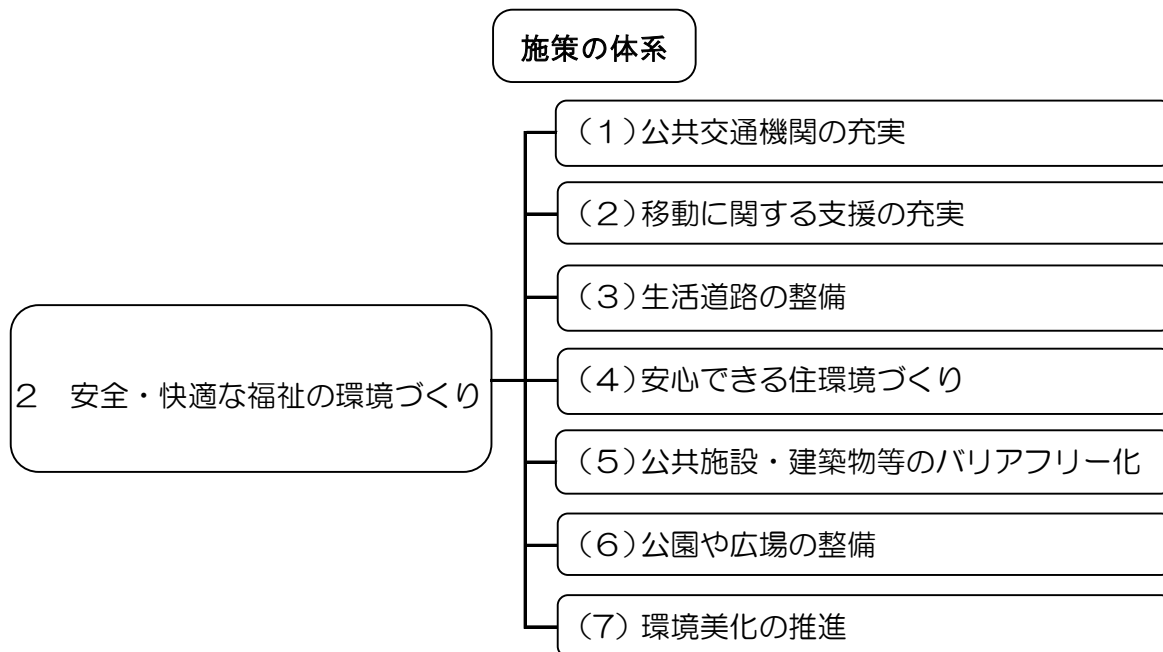 施策の体系
（１）公共交通機関の充実
（２）移動に関する支援の充実
（３）生活道路の整備
２　安全・快適な福祉の環境づくり
（４）安心できる住環境づくり
（５）公共施設・建築物等のバリアフリー化
（６）公園や広場の整備
（７）環境美化の推進